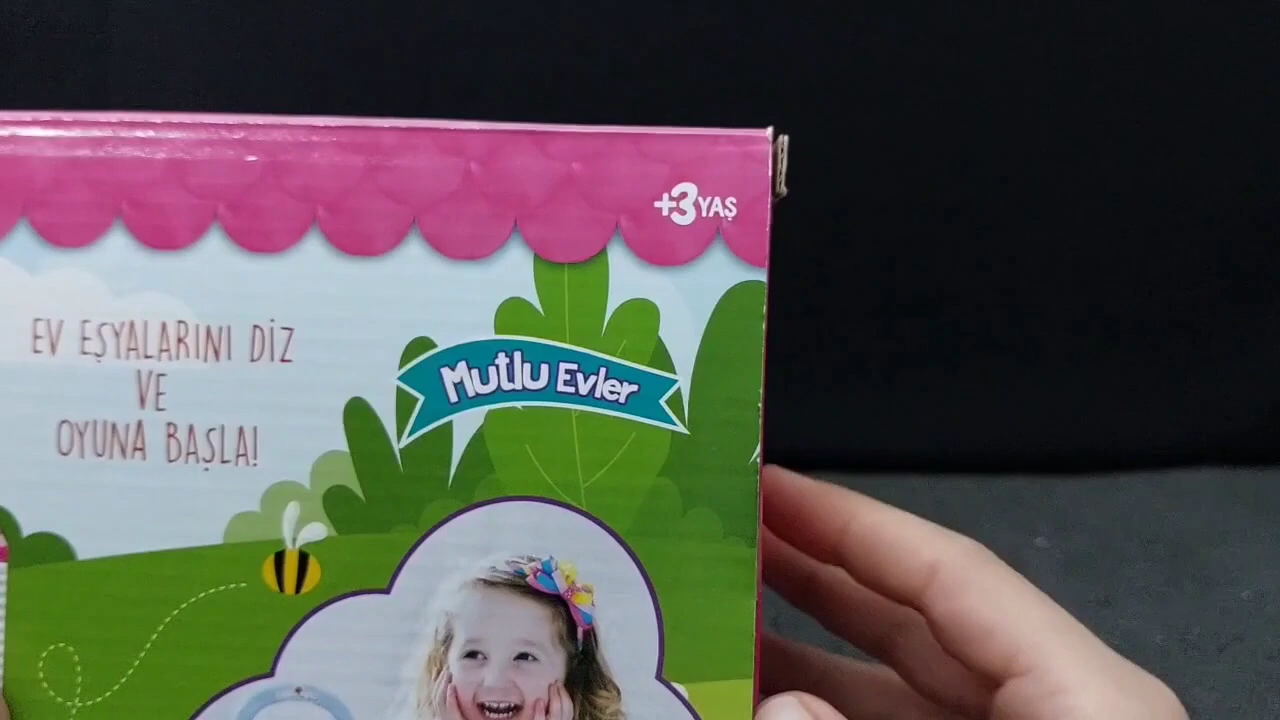 +3 YAŞ
EV EŞYALARINI DİZ
VE
OYUNA BAŞLA!
Mutlu Evler